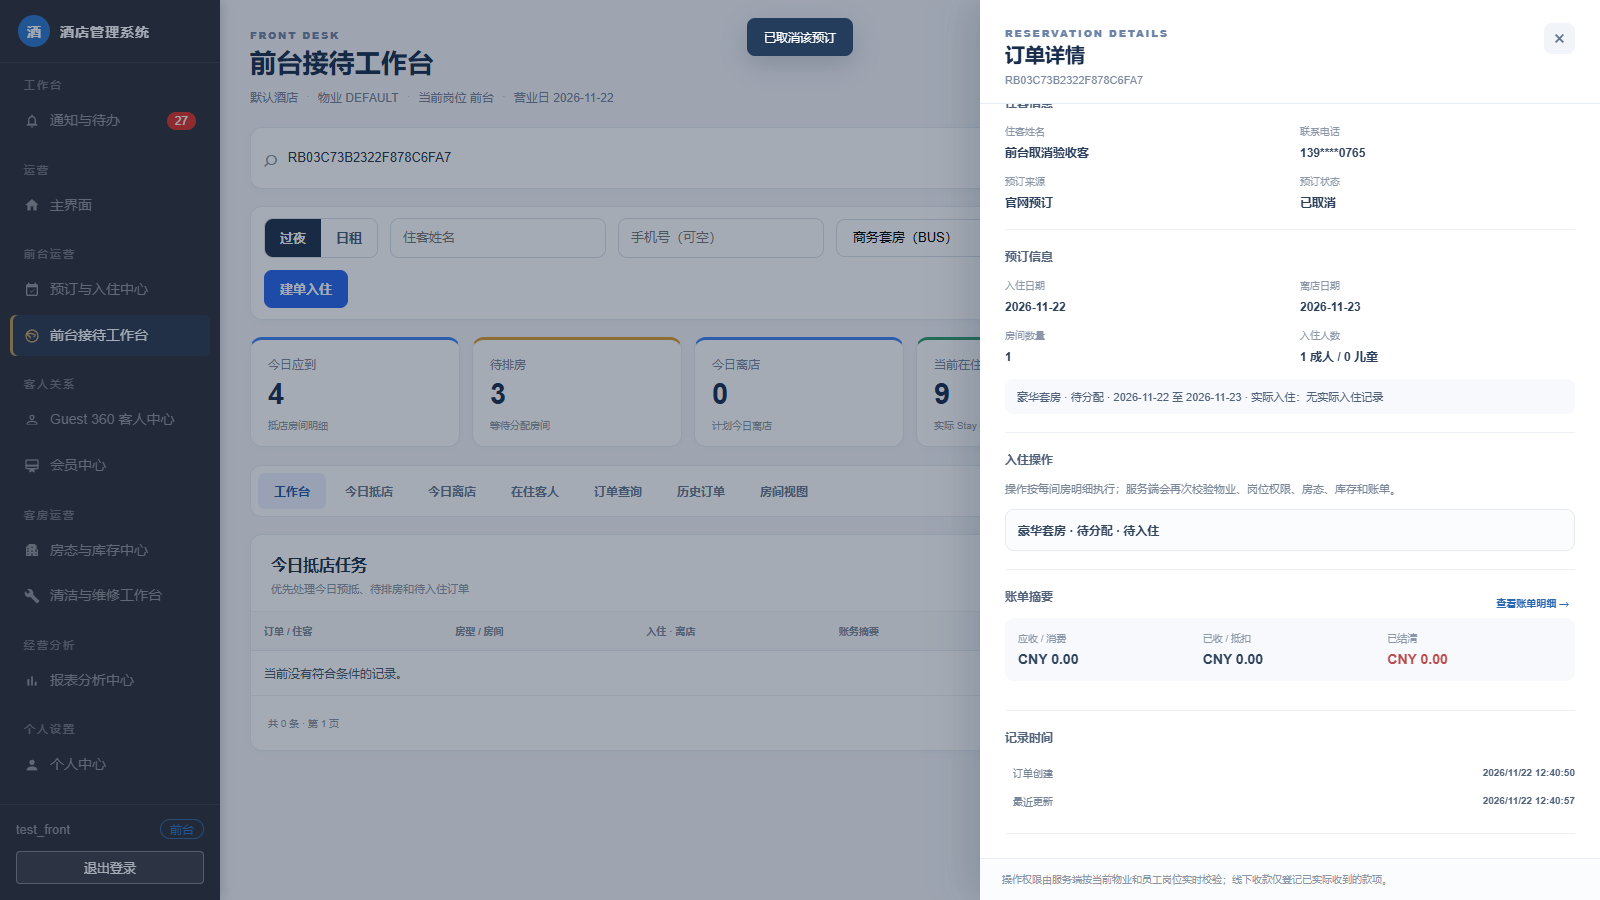 酒
酒店管理系统
工作台
通知与待办
27
运营
主界面
前台运营
预订与入住中心
前台接待工作台
客人关系
Guest 360 客人中心
会员中心
客房运营
房态与库存中心
清洁与维修工作台
经营分析
报表分析中心
个人设置
个人中心
test_front
前台
退出登录
FRONT DESK
前台接待工作台
默认酒店 · 物业 DEFAULT · 当前岗位 前台 · 营业日 2026-11-22
已取消该预订
RB03C73B2322F878C6FA7
过夜
日租
住客姓名
手机号（可空）
商务套房（BUS）
建单入住
今日应到
4
抵店房间明细
待排房
3
等待分配房间
今日离店
0
计划今日离店
当前在住
9
实际 Stay
工作台
今日抵店
今日离店
在住客人
订单查询
历史订单
房间视图
今日抵店任务
优先处理今日预抵、待排房和待入住订单
订单 / 住客
房型 / 房间
入住 · 离店
账务摘要
当前没有符合条件的记录。
共 0 条 · 第 1 页
RESERVATION DETAILS
订单详情
RB03C73B2322F878C6FA7
×
住客信息
住客姓名
前台取消验收客
联系电话
139****0765
预订来源
官网预订
预订状态
已取消
预订信息
入住日期
2026-11-22
离店日期
2026-11-23
房间数量
1
入住人数
1 成人 / 0 儿童
豪华套房 · 待分配 · 2026-11-22 至 2026-11-23 · 实际入住：无实际入住记录
入住操作
操作按每间房明细执行；服务端会再次校验物业、岗位权限、房态、库存和账单。
豪华套房 · 待分配 · 待入住
账单摘要
查看账单明细 →
应收 / 消费
CNY 0.00
已收 / 抵扣
CNY 0.00
已结清
CNY 0.00
记录时间
订单创建
2026/11/22 12:40:50
最近更新
2026/11/22 12:40:57
操作权限由服务端按当前物业和员工岗位实时校验；线下收款仅登记已实际收到的款项。